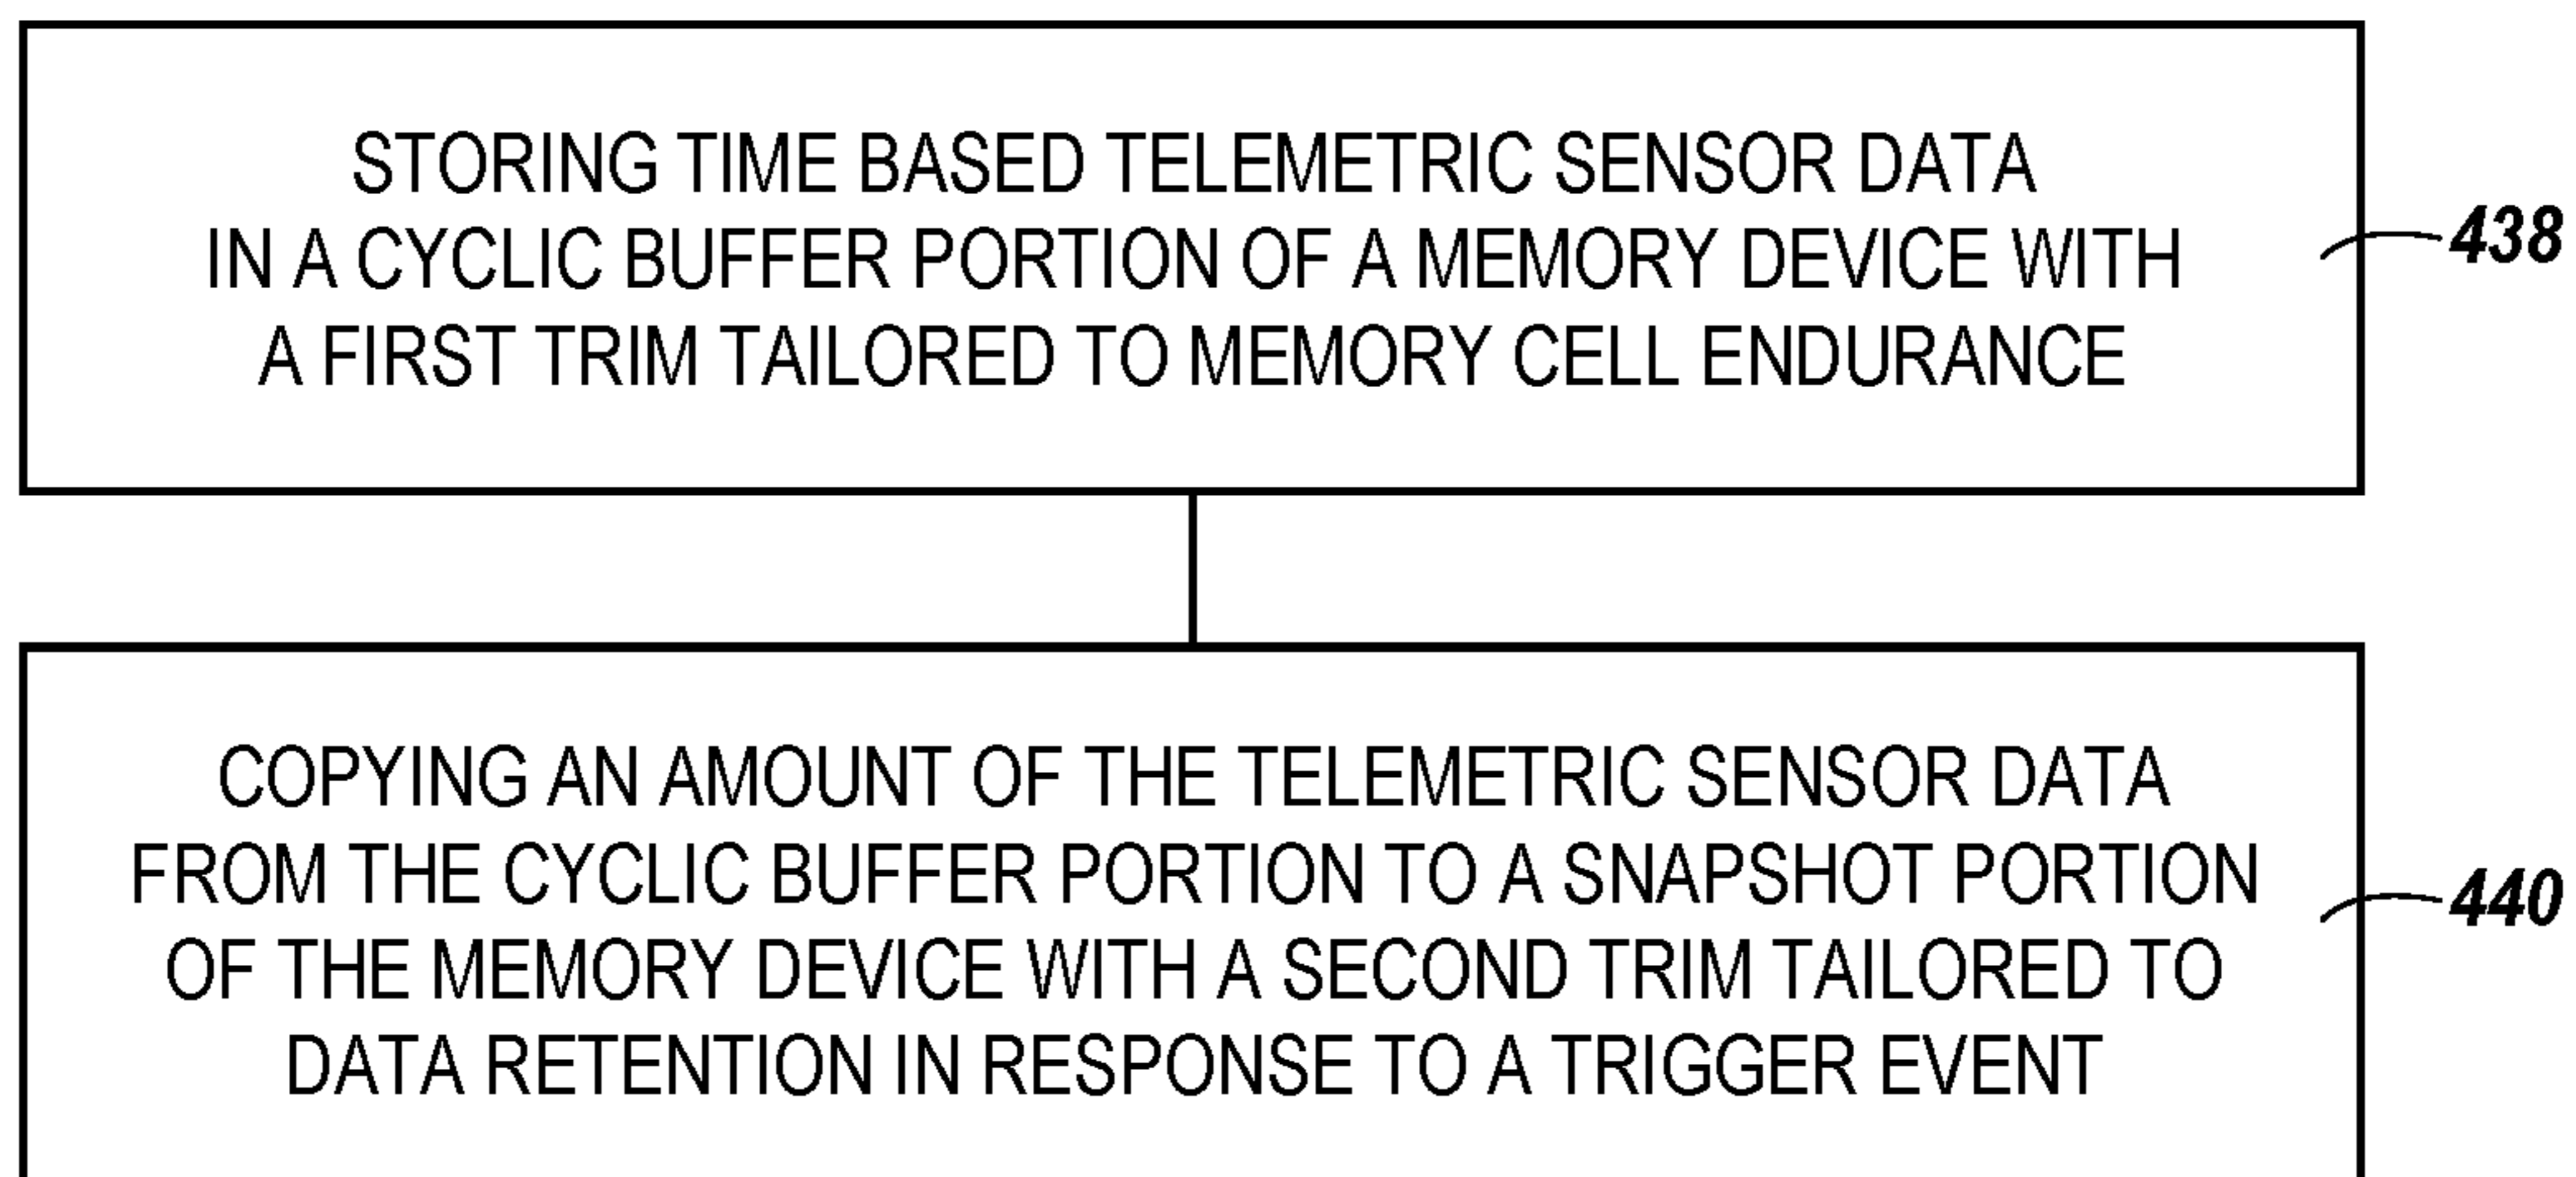 STORING TIME BASED TELEMETRIC SENSOR DATA
IN A CYCLIC BUFFER PORTION OF A MEMORY DEVICE WITH
A FIRST TRIM TAILORED TO MEMORY CELL ENDURANCE
438
COPYING AN AMOUNT OF THE TELEMETRIC SENSOR DATA
FROM THE CYCLIC BUFFER PORTION TO A SNAPSHOT PORTION
OF THE MEMORY DEVICE WITH A SECOND TRIM TAILORED TO
DATA RETENTION IN RESPONSE TO A TRIGGER EVENT
440